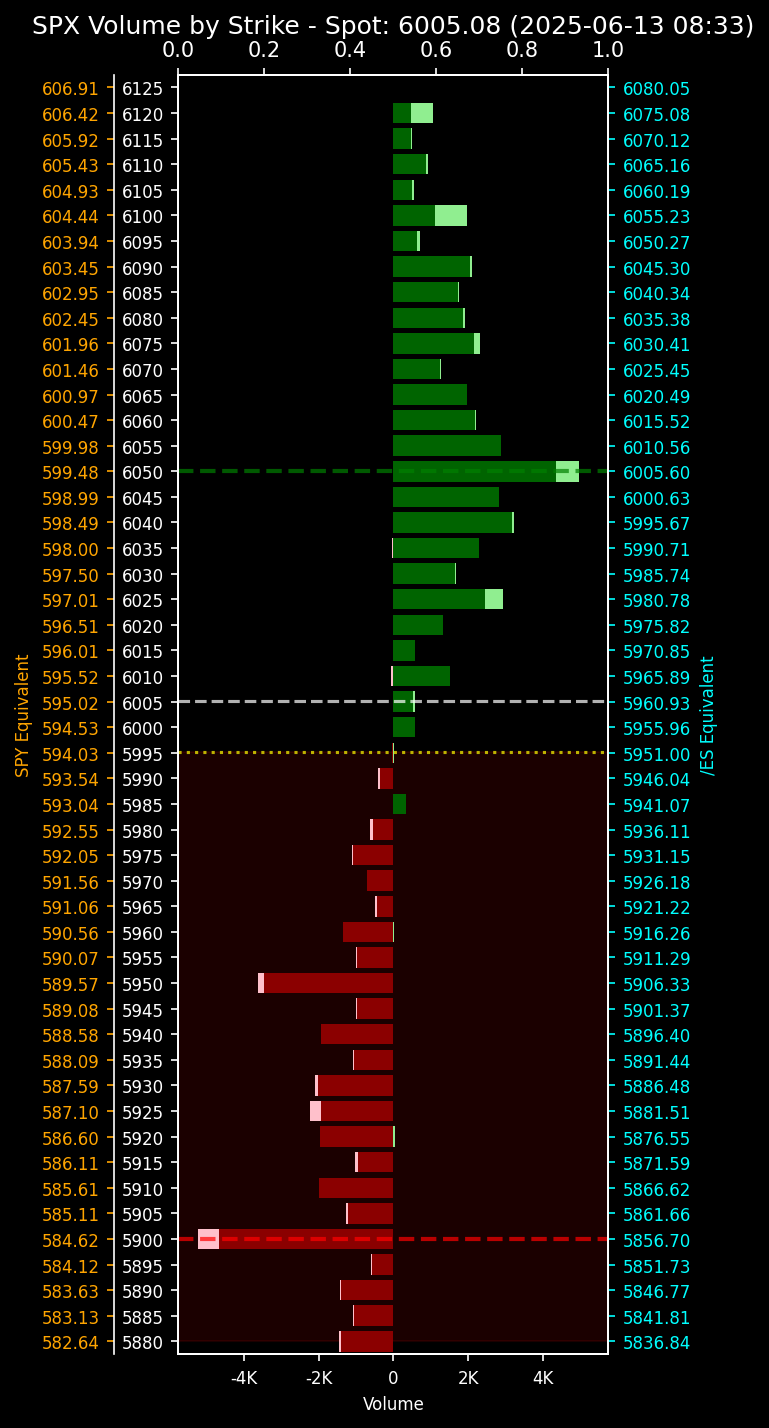 SPX Volume by Strike - Spot: 6005.08 (2025-06-13 08:33)
0.0 0.2 0.4 0.6 0.8 1.0
606.91 6125 6080.05
606.42 6120 6075.08
605.92 6115 6070.12
605.43 6110 6065.16
604.93 6105 6060.19
604.44 6100 6055.23
603.94 6095 6050.27
603.45 6090 6045.30
602.95 6085 6040.34
602.45 6080 6035.38
601.96 6075 6030.41
601.46 6070 6025.45
600.97 6065 6020.49
600.47 6060 6015.52
599.98 6055 6010.56
599.48 6050 6005.60
598.99 6045 6000.63
598.49 6040 5995.67
598.00 6035 5990.71
597.50 6030 5985.74
597.01 6025 5980.78
596.51 6020 5975.82
596.01 6015 5970.85
595.52 6010 5965.89
595.02 6005 5960.93
594.53 6000 5955.96
594.03 5995 5951.00
593.54 5990 5946.04
593.04 5985 5941.07
592.55 5980 5936.11
592.05 5975 5931.15
591.56 5970 5926.18
591.06 5965 5921.22
590.56 5960 5916.26
590.07 5955 5911.29
589.57 5950 5906.33
589.08 5945 5901.37
588.58 5940 5896.40
588.09 5935 5891.44
587.59 5930 5886.48
587.10 5925 5881.51
586.60 5920 5876.55
586.11 5915 5871.59
585.61 5910 5866.62
585.11 5905 5861.66
584.62 5900 5856.70
584.12 5895 5851.73
583.63 5890 5846.77
583.13 5885 5841.81
582.64 5880 5836.84
SPY Equivalent
/ES Equivalent
-4K -2K 0 2K 4K
Volume